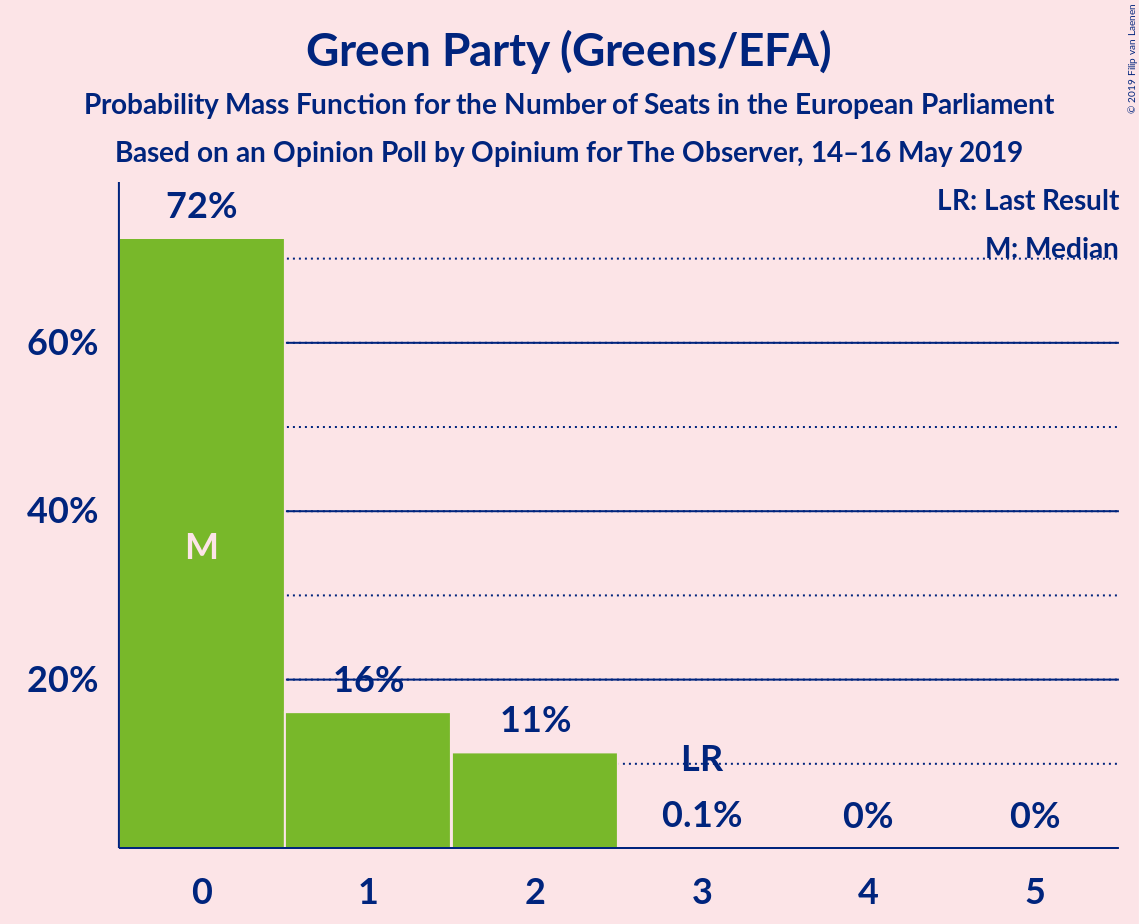 Green Party (Greens/EFA)
Probability Mass Function for the Number of Seats in the European Parliament
Based on an Opinion Poll by Opinium for The Observer, 14–16 May 2019
© 2019 Filip van Laenen
LR: Last Result
M: Median
72%
60%
40%
M
20%
16%
11%
LR
0.1%
0%
0%
0
1
2
3
4
5